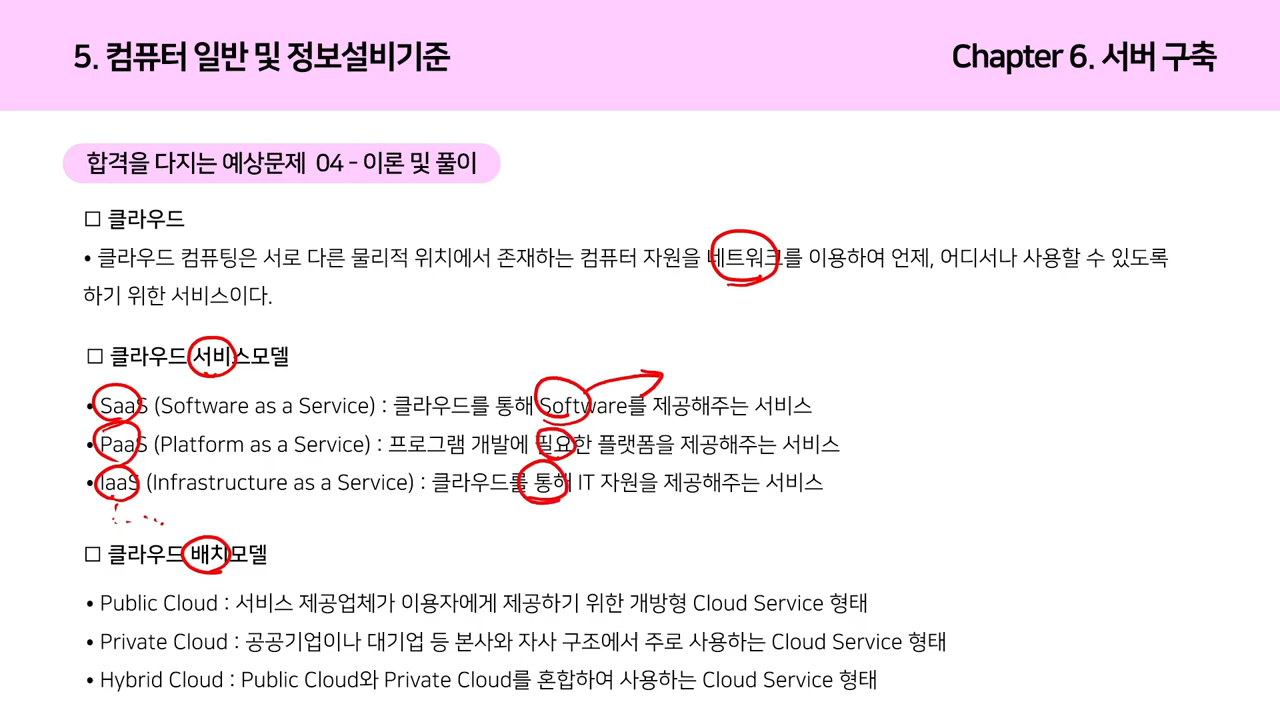 5. 컴퓨터 일반 및 정보설비기준
Chapter 6. 서버 구축
합격을 다지는 예상문제 04 - 이론 및 풀이
□ 클라우드
• 클라우드 컴퓨팅은 서로 다른 물리적 위치에서 존재하는 컴퓨터 자원을 네트워크를 이용하여 언제, 어디서나 사용할 수 있도록
하기 위한 서비스이다.
□ 클라우드 서비스모델
• SaaS (Software as a Service) : 클라우드를 통해 Software를 제공해주는 서비스
• PaaS (Platform as a Service) : 프로그램 개발에 필요한 플랫폼을 제공해주는 서비스
• IaaS (Infrastructure as a Service) : 클라우드를 통해 IT 자원을 제공해주는 서비스
□ 클라우드 배치모델
• Public Cloud : 서비스 제공업체가 이용자에게 제공하기 위한 개방형 Cloud Service 형태
• Private Cloud : 공공기업이나 대기업 등 본사와 자사 구조에서 주로 사용하는 Cloud Service 형태
• Hybrid Cloud : Public Cloud와 Private Cloud를 혼합하여 사용하는 Cloud Service 형태